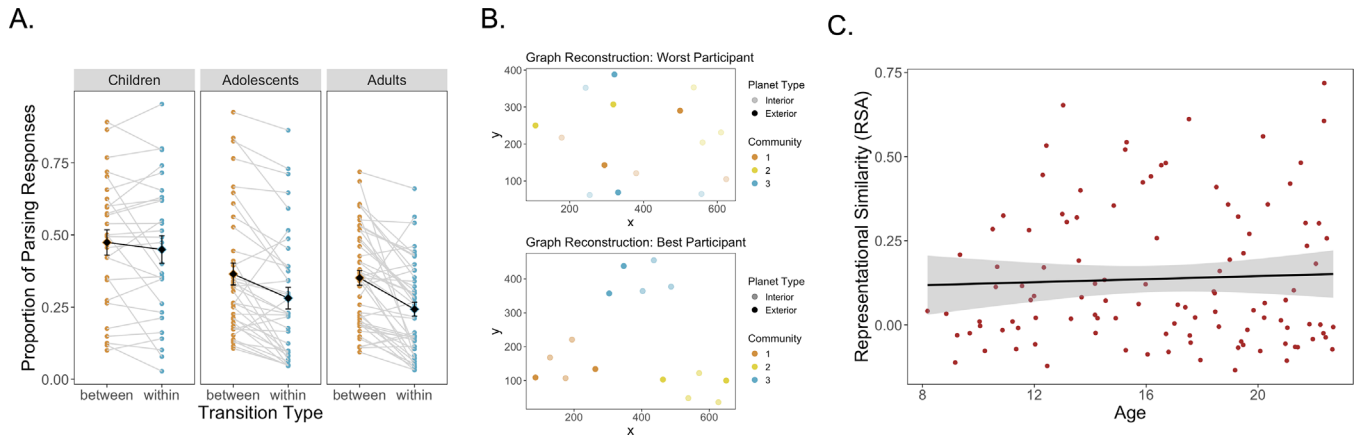 A.
Children Adolescents Adults
Proportion of Parsing Responses
0.75
0.50
0.25
0.00
between within between within between within
Transition Type
B.
Graph Reconstruction: Worst Participant
y
400
300
200
100
200 400 600
x
Planet Type
Interior
Exterior
Community
1
2
3
Graph Reconstruction: Best Participant
y
400
300
200
100
200 400 600
x
Planet Type
Interior
Exterior
Community
1
2
3
C.
Representational Similarity (RSA)
0.75
0.50
0.25
0.00
8 12 16 20
Age